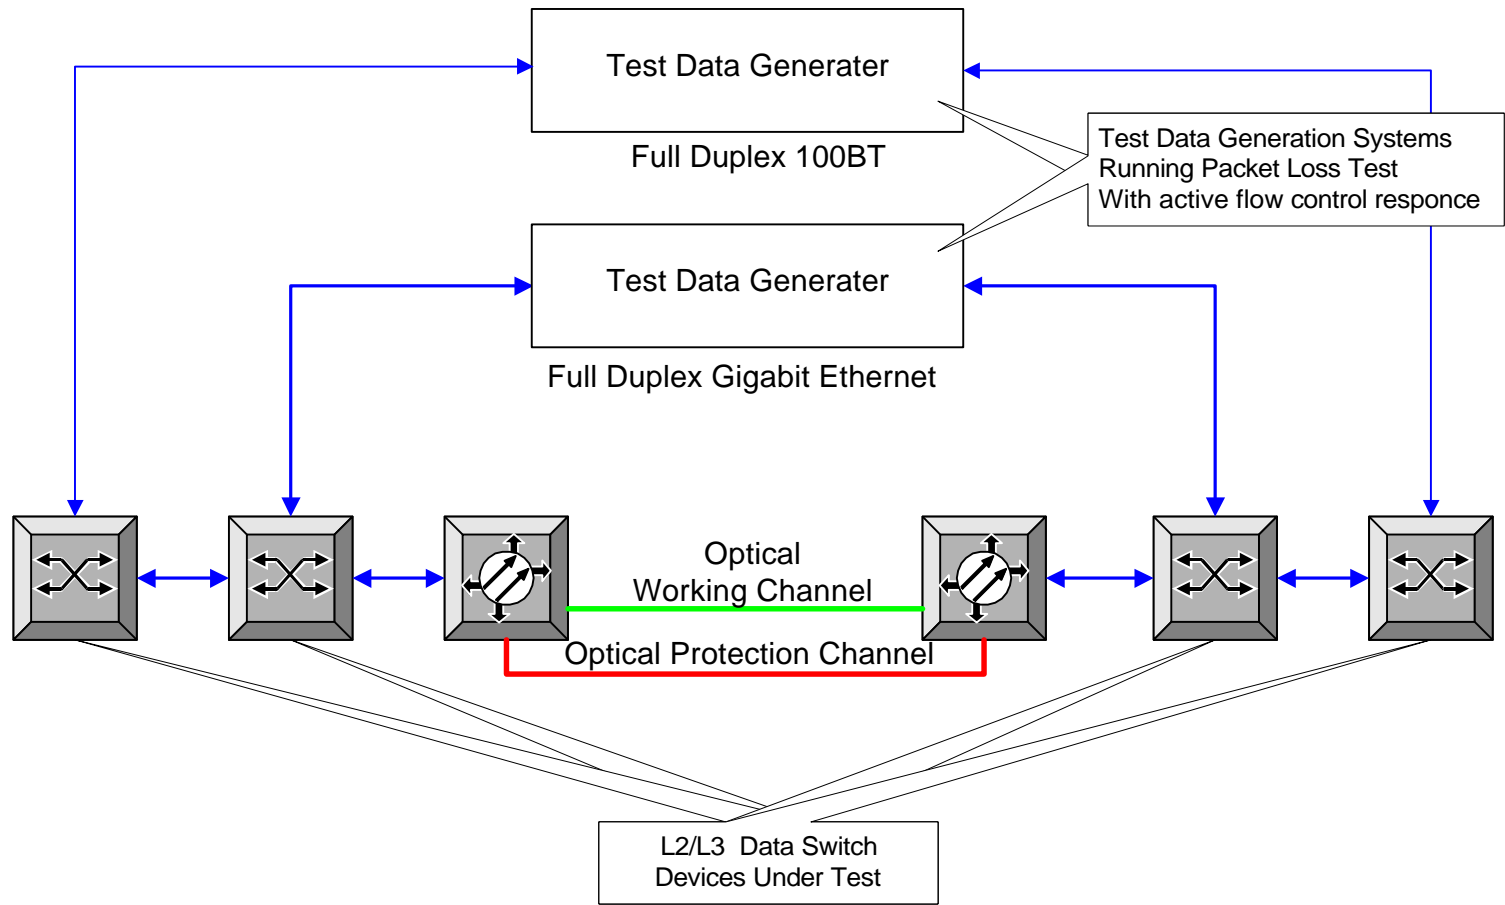 Test Data Generater
Full Duplex 100BT
Test Data Generation Systems
Running Packet Loss Test
With active flow control responce
Test Data Generater
Full Duplex Gigabit Ethernet
Optical
Working Channel
Optical Protection Channel
L2/L3 Data Switch
Devices Under Test